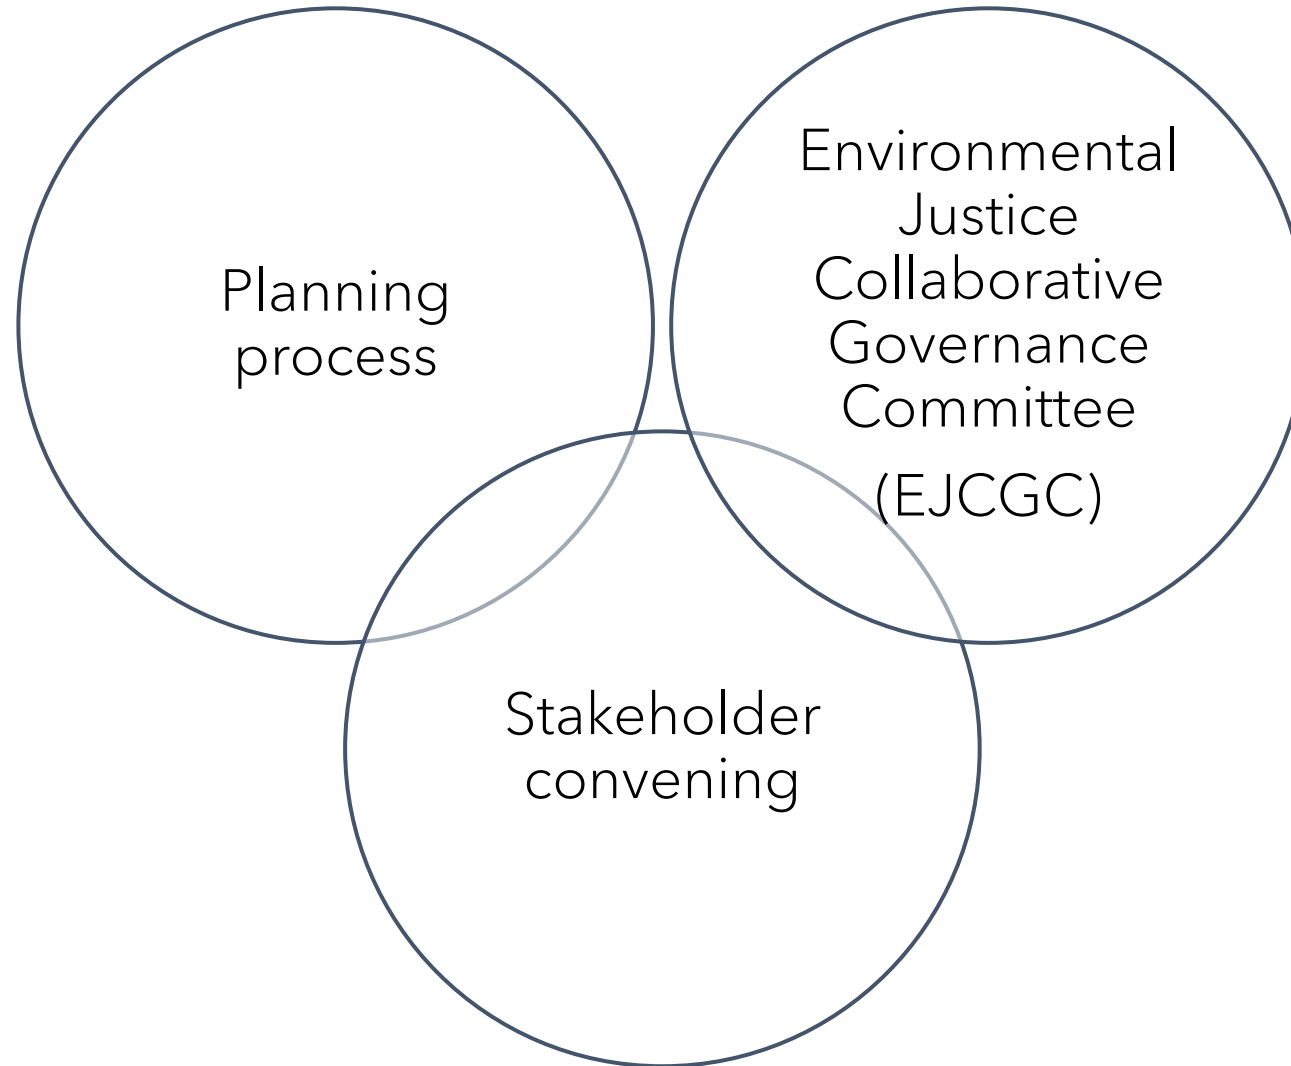 Planning
process
Environmental
Justice
Collaborative
Governance
Committee
(EJCGC)
Stakeholder
convening